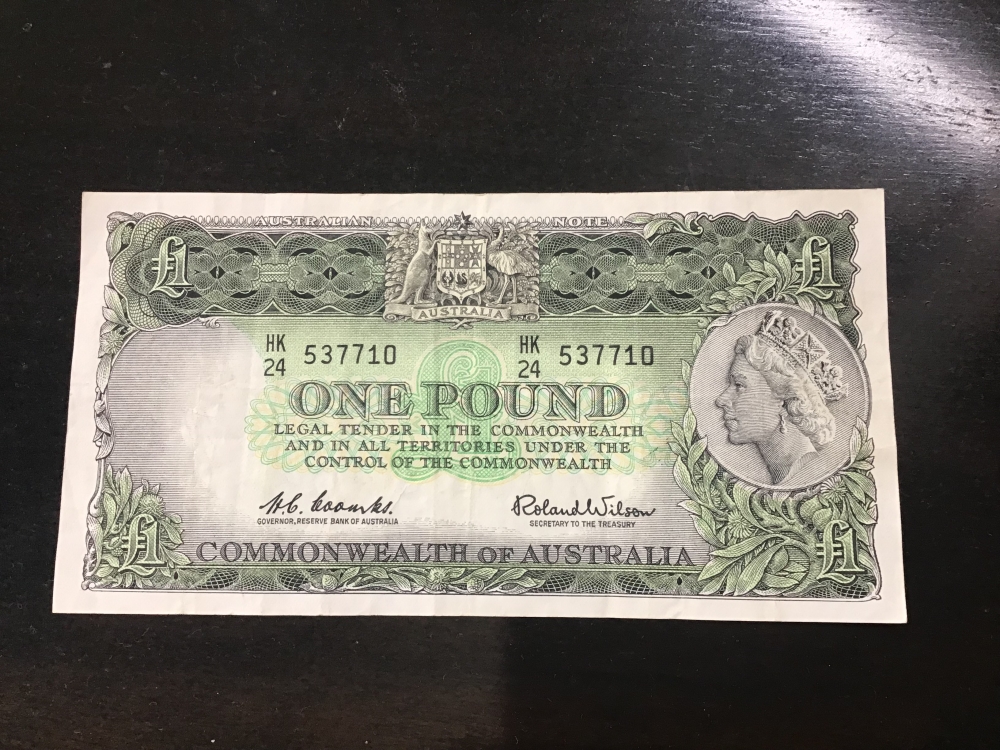 AUSTRALIAN NOTE
£1 £1
AUSTRALIA
HK 24 537710 HK 24 537710
ONE POUND
LEGAL TENDER IN THE COMMONWEALTH
AND IN ALL TERRITORIES UNDER THE
CONTROL OF THE COMMONWEALTH
H.C. Coombs. Roland Wilson
GOVERNOR, RESERVE BANK OF AUSTRALIA SECRETARY TO THE TREASURY
£1 COMMONWEALTH OF AUSTRALIA £1